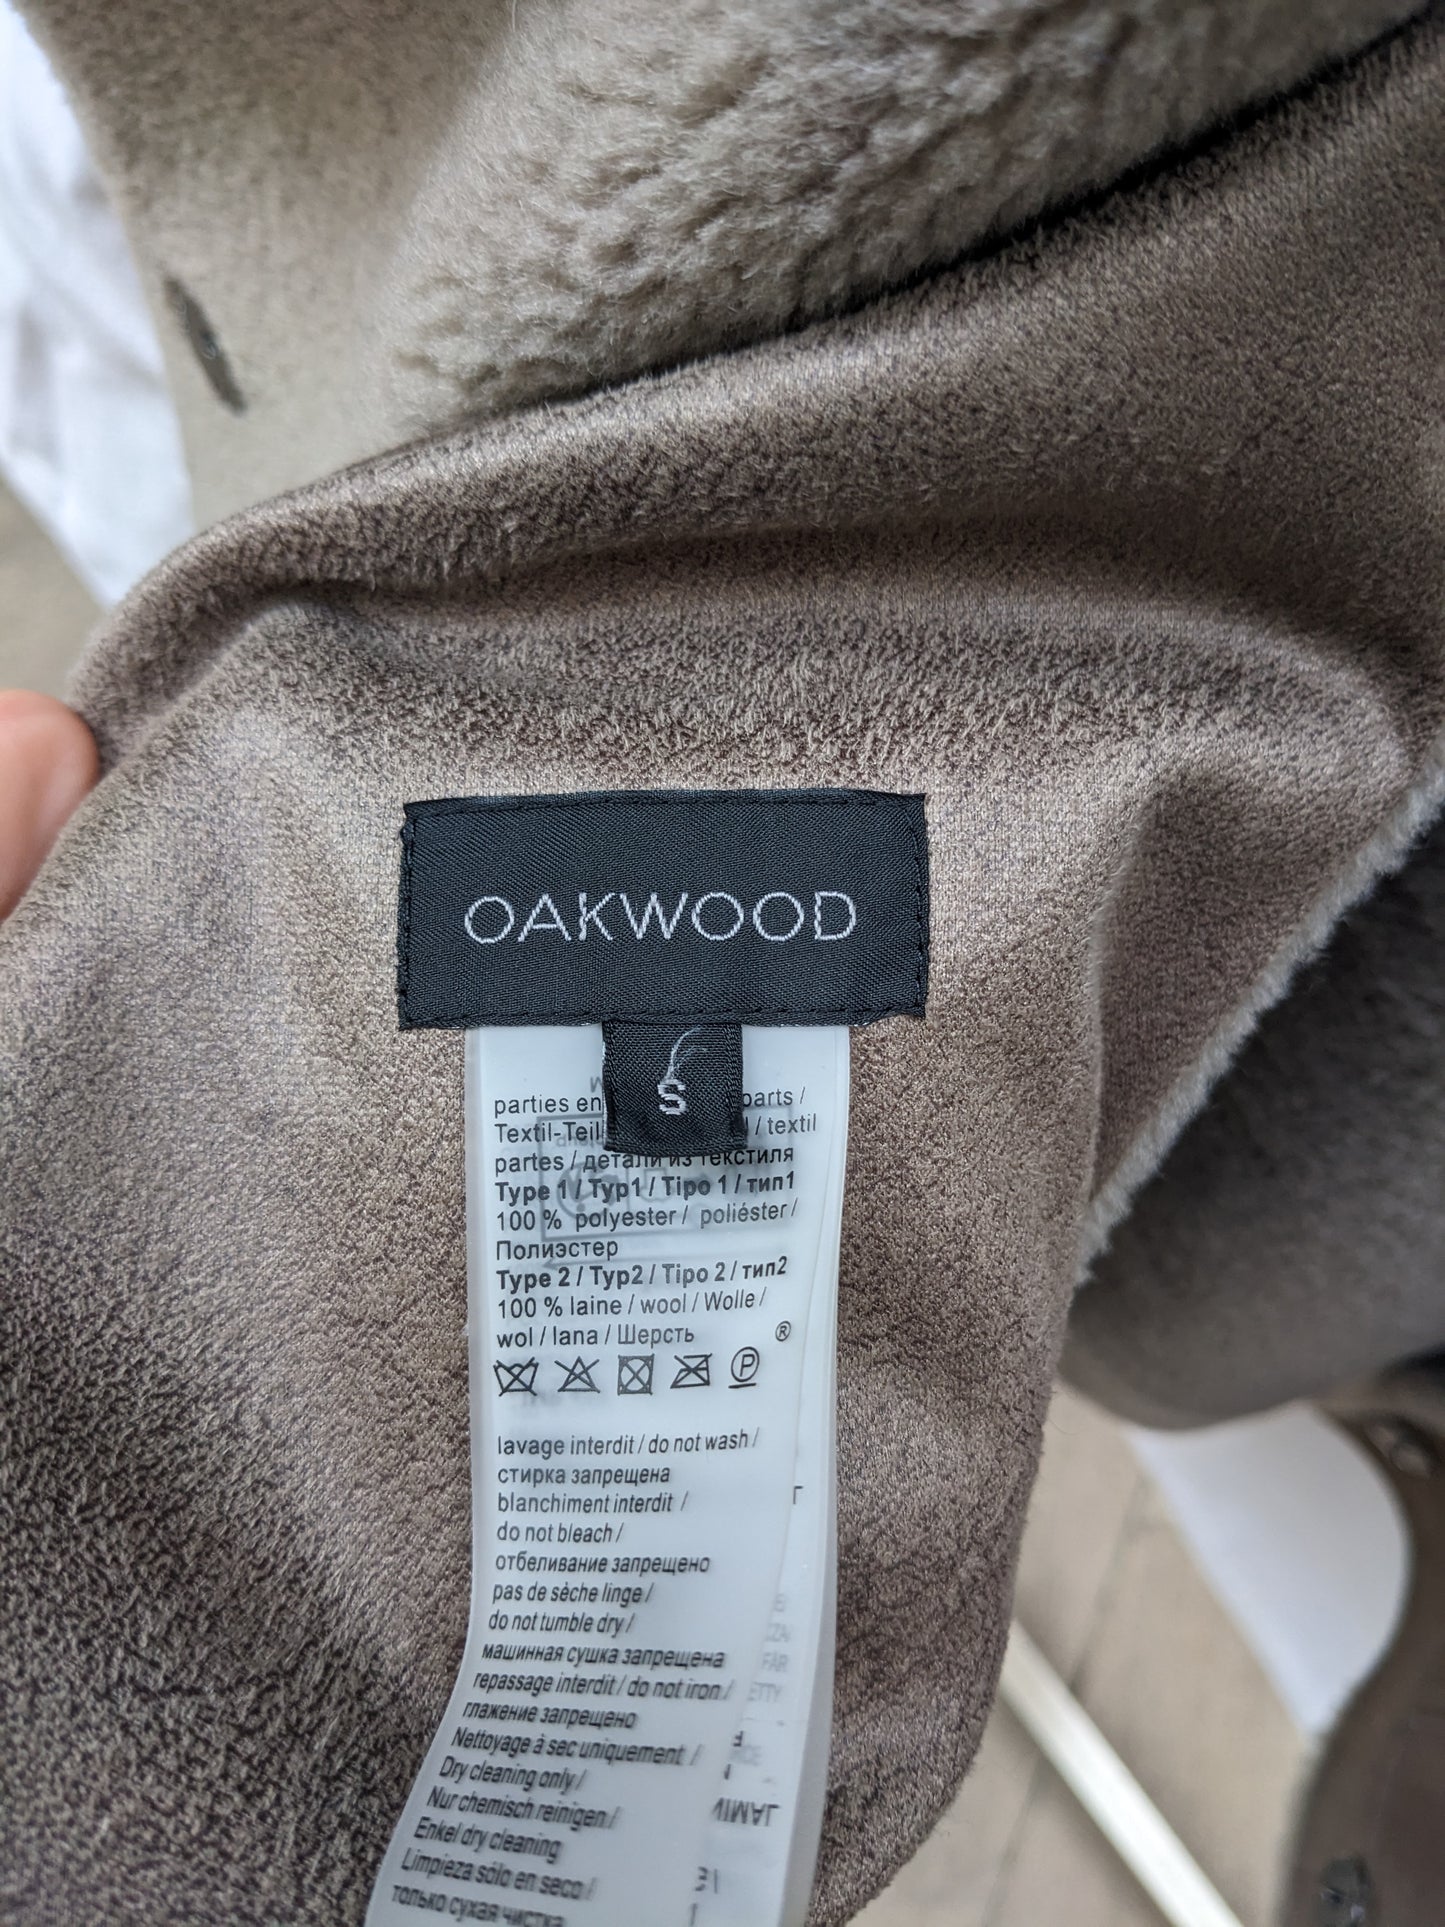 OAKWOOD
S
parties en parts /
Textil-Teil / textil
partes / детали из текстиля
Type 1 / Typ1 / Tipo 1 / тип1
100 % polyester / poliéster /
Полиэстер
Type 2 / Typ2 / Tipo 2 / тип2
100 % laine / wool / Wolle /
wol / lana / Шерсть
®
P
lavage interdit / do not wash /
стирка запрещена
blanchiment interdit /
do not bleach /
отбеливание запрещено
pas de sèche linge /
do not tumble dry /
машинная сушка запрещена
repassage interdit / do not iron /
глажение запрещено
Nettoyage à sec uniquement /
Dry cleaning only /
Nur chemisch reinigen /
Enkel dry cleaning
Limpieza sólo en seco /
только сухая чистка